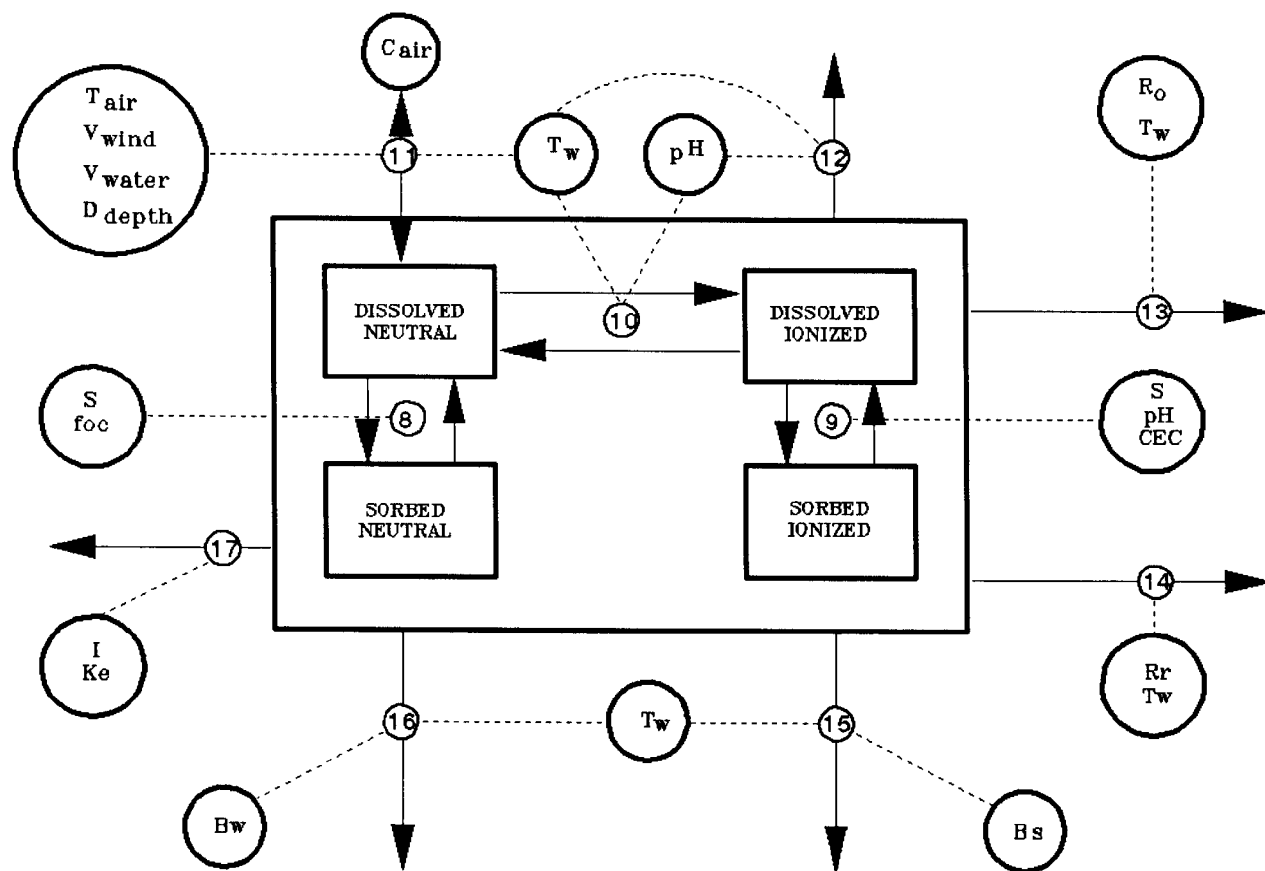 Cair
Tair
Vwind
Vwater
Ddepth
11
Tw
pH
12
Ro
Tw
DISSOLVED
NEUTRAL
10
DISSOLVED
IONIZED
13
S
foc
8
9
S
pH
CEC
SORBED
NEUTRAL
SORBED
IONIZED
17
14
I
Ke
Rr
Tw
16
Tw
15
Bw
Bs